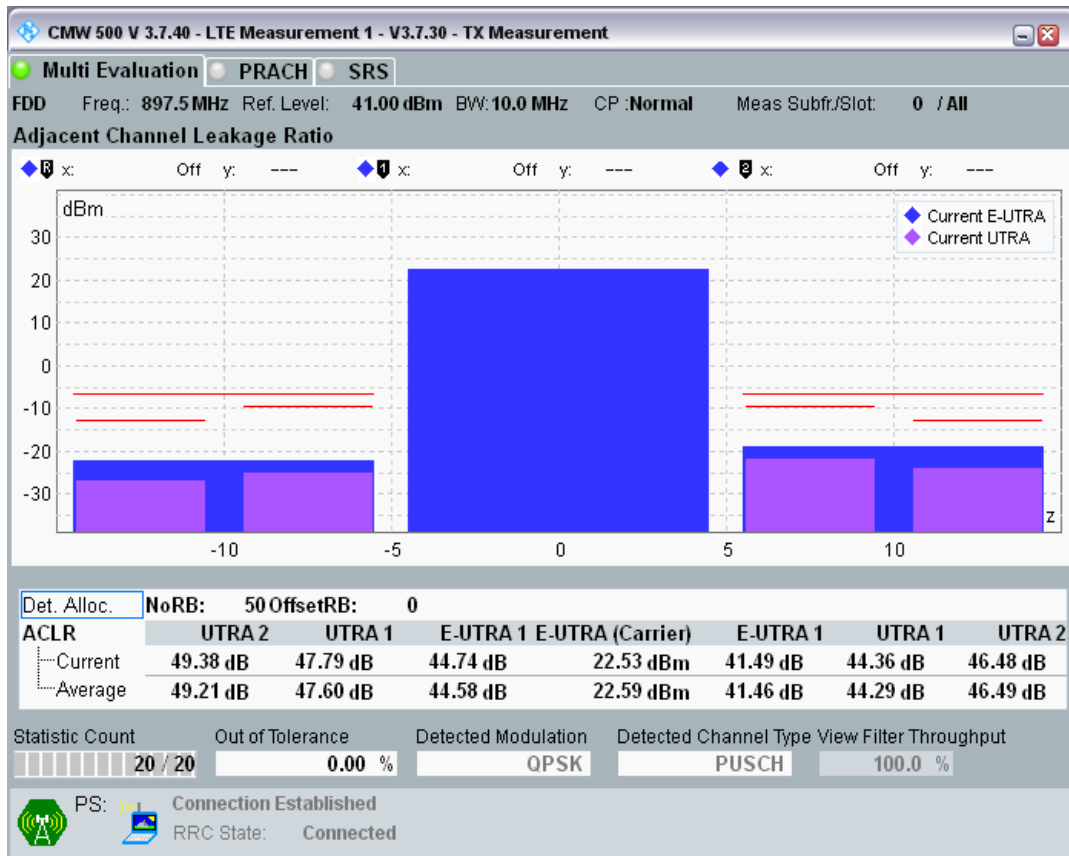 CMW 500 V 3.7.40 - LTE Measurement 1 - V3.7.30 - TX Measurement
Multi Evaluation PRACH SRS
FDD Freq.: 897.5 MHz Ref. Level: 41.00 dBm BW: 10.0 MHz CP :Normal Meas Subfr./Slot: 0 / All
Adjacent Channel Leakage Ratio
R x: Off y: --- 1 x: Off y: --- 2 x: Off y: ---
dBm
Current E-UTRA
Current UTRA
30
20
10
0
-10
-20
-30
z
-10 -5 0 5 10
Det. Alloc. NoRB: 50 OffsetRB: 0
ACLR UTRA 2 UTRA 1 E-UTRA 1 E-UTRA (Carrier) E-UTRA 1 UTRA 1 UTRA 2
Current 49.38 dB 47.79 dB 44.74 dB 22.53 dBm 41.49 dB 44.36 dB 46.48 dB
Average 49.21 dB 47.60 dB 44.58 dB 22.59 dBm 41.46 dB 44.29 dB 46.49 dB
Statistic Count Out of Tolerance Detected Modulation Detected Channel Type View Filter Throughput
20 / 20 0.00 % QPSK PUSCH 100.0 %
PS: Connection Established
RRC State: Connected